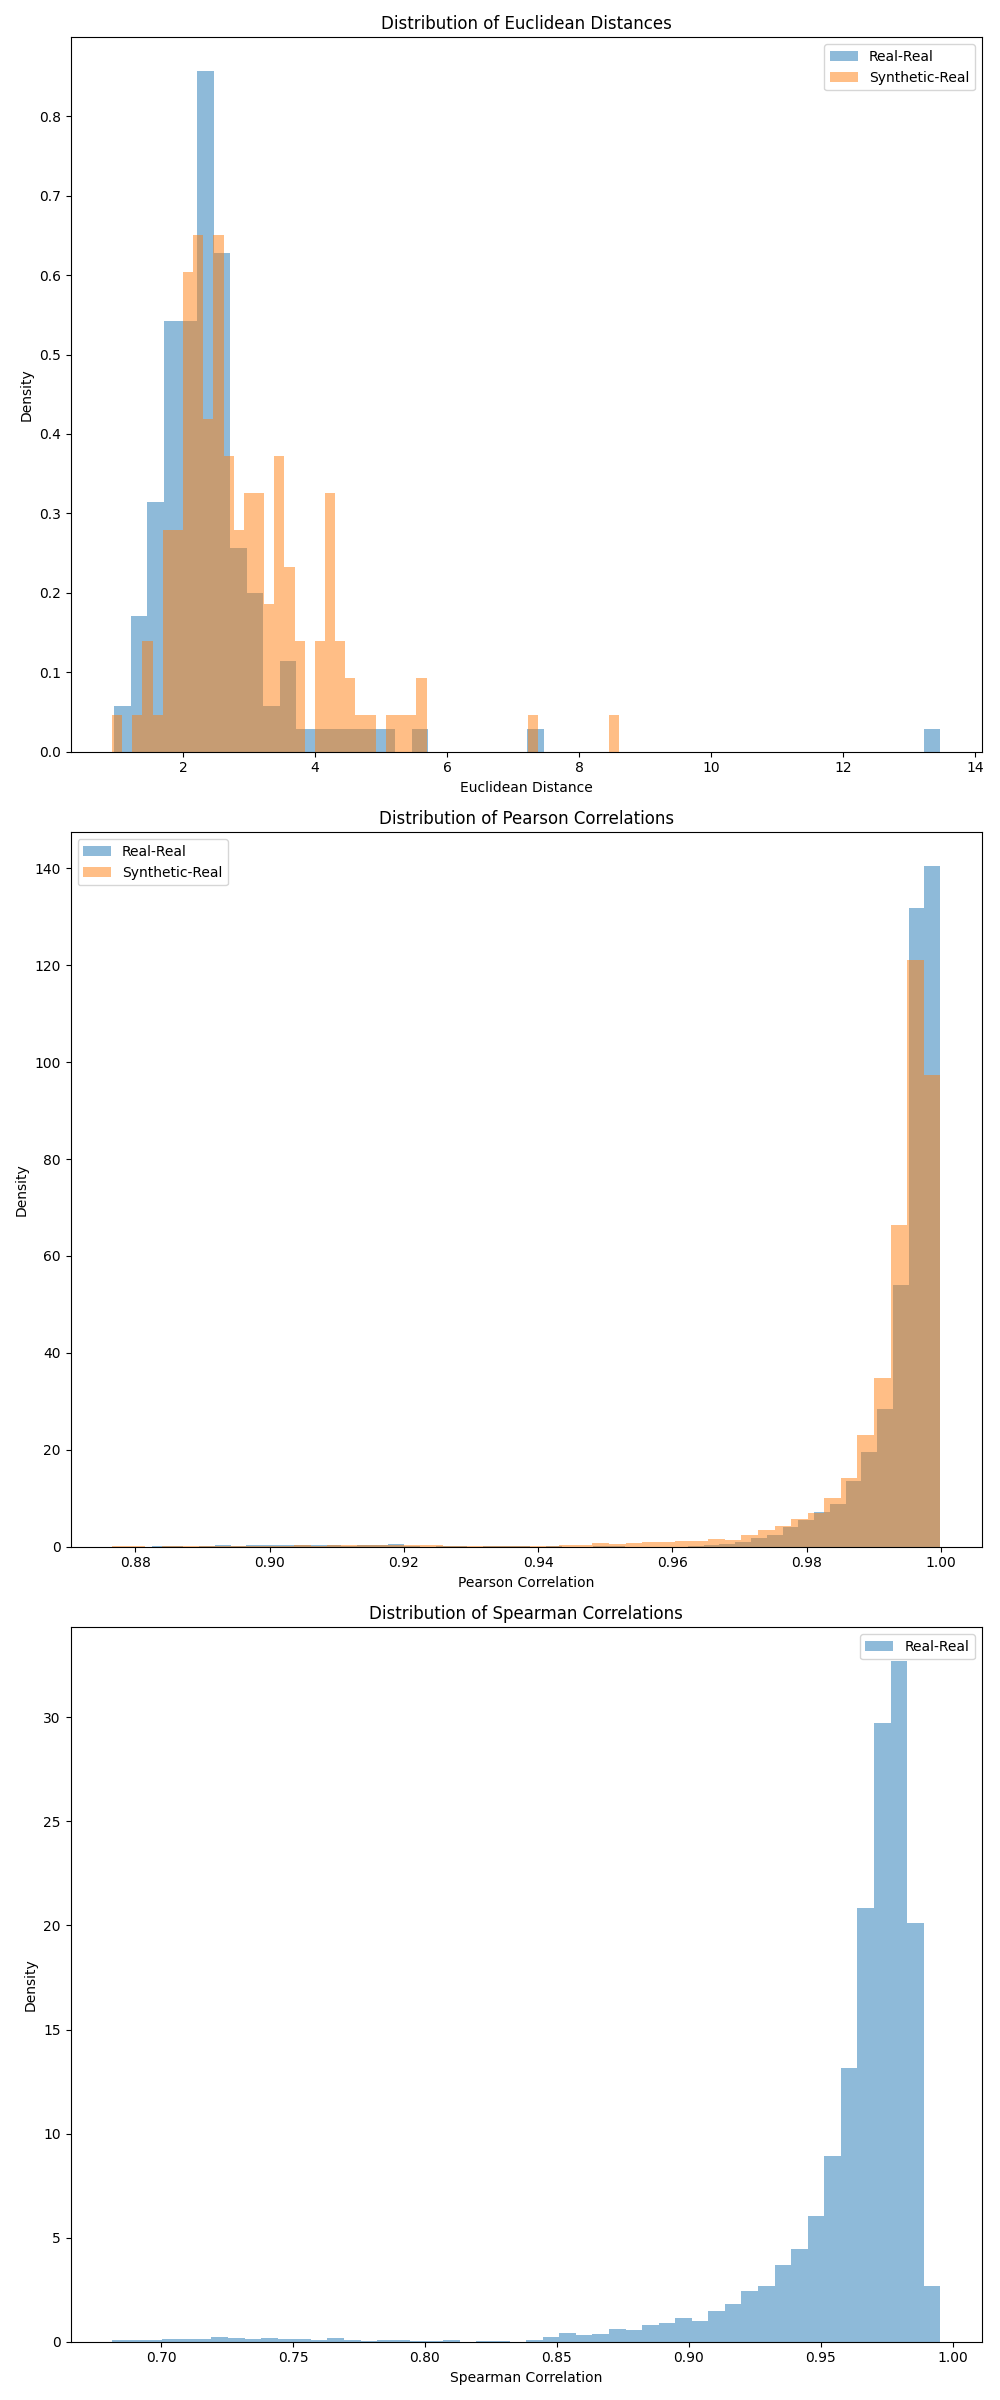 Distribution of Euclidean Distances
Real-Real
Synthetic-Real
Density
0.8
0.7
0.6
0.5
0.4
0.3
0.2
0.1
0.0
2 4 6 8 10 12 14
Euclidean Distance
Distribution of Pearson Correlations
Real-Real
Synthetic-Real
Density
140
120
100
80
60
40
20
0
0.88 0.90 0.92 0.94 0.96 0.98 1.00
Pearson Correlation
Distribution of Spearman Correlations
Real-Real
Density
30
25
20
15
10
5
0
0.70 0.75 0.80 0.85 0.90 0.95 1.00
Spearman Correlation